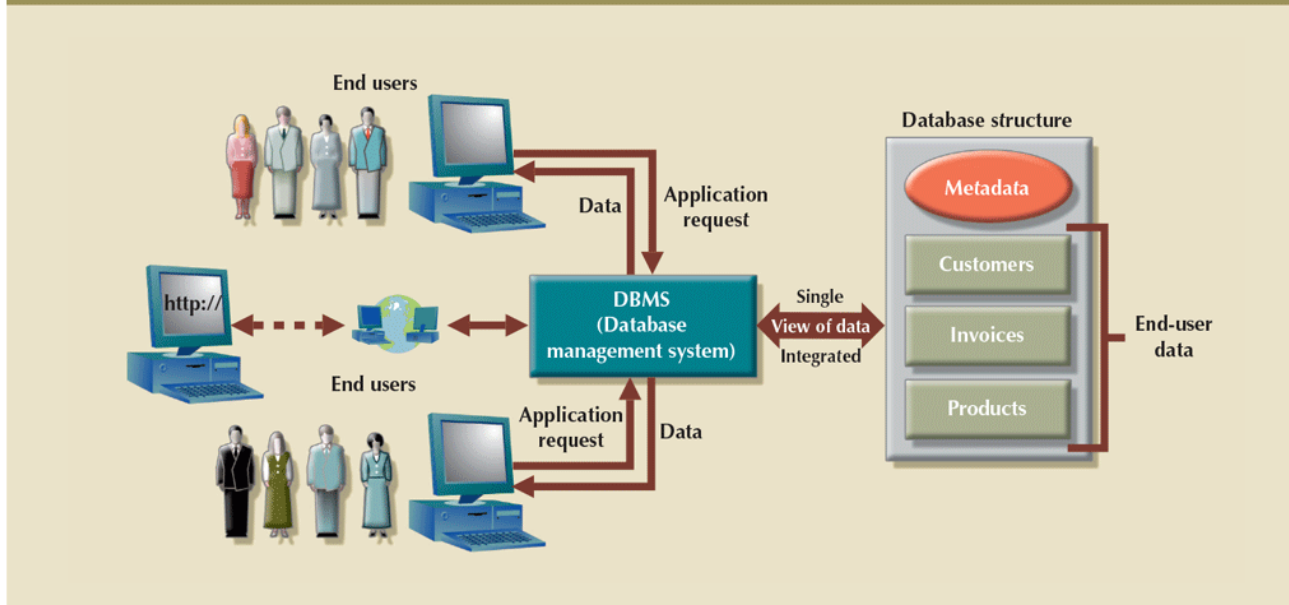 End users
Data
Application
request
http://
End users
DBMS
(Database
management system)
Application
request
Data
Single
View of data
Integrated
Database structure
Metadata
Customers
Invoices
Products
End-user
data